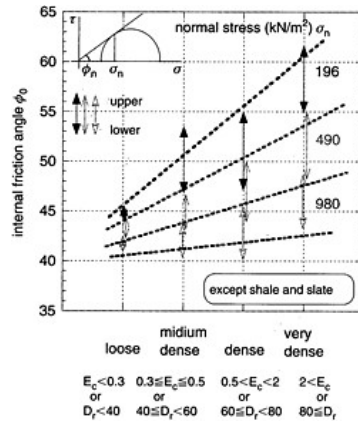 normal stress (kN/m²) σn
τ
ϕn
σn
σ
upper
lower
196
490
980
internal friction angle ϕ0
65
60
55
50
45
40
35
except shale and slate
loose
midium
dense
dense
very
dense
Ec<0.3
or
Dr<40
0.3≦Ec≦0.5
or
40≦Dr<60
0.5<Ec<2
or
60≦Dr<80
2<Ec
or
80≦Dr